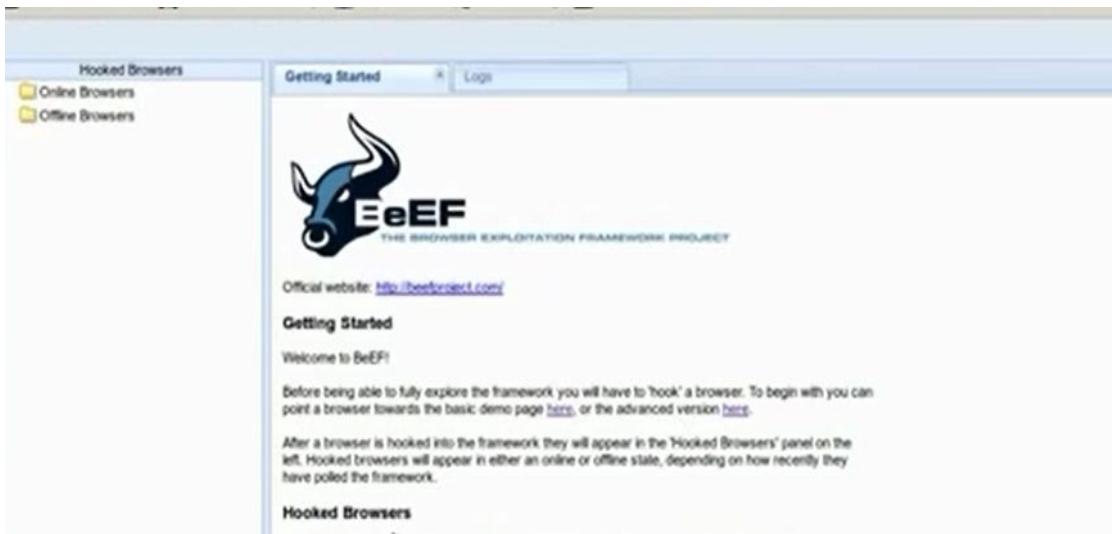 Hooked Browsers
Online Browsers
Offline Browsers
Getting Started
Logs
BeEF
THE BROWSER EXPLOITATION FRAMEWORK PROJECT
Official website: http://beefproject.com/
Getting Started
Welcome to BeEF!
Before being able to fully explore the framework you will have to 'hook' a browser. To begin with you can
point a browser towards the basic demo page here, or the advanced version here.
After a browser is hooked into the framework they will appear in the 'Hooked Browsers' panel on the
left. Hooked browsers will appear in either an online or offline state, depending on how recently they
have polled the framework.
Hooked Browsers